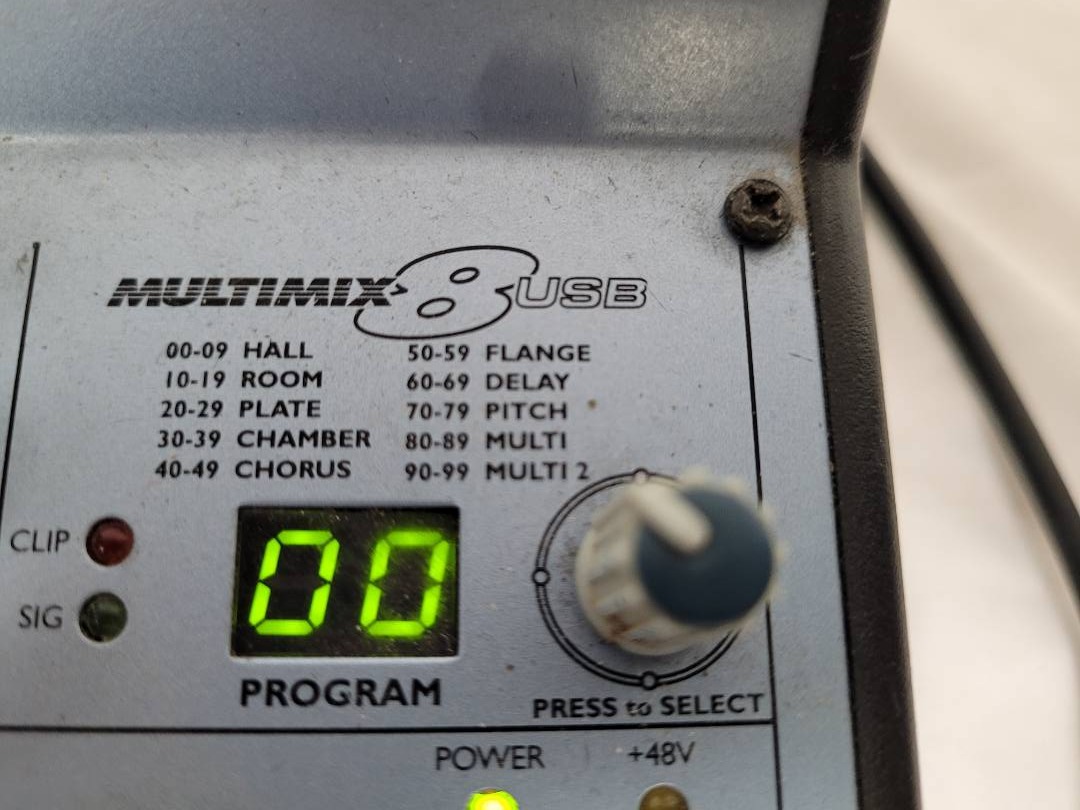 MULTIMIX 8 USB
00-09 HALL 50-59 FLANGE
10-19 ROOM 60-69 DELAY
20-29 PLATE 70-79 PITCH
30-39 CHAMBER 80-89 MULTI
40-49 CHORUS 90-99 MULTI 2
CLIP
SIG
00
PROGRAM
PRESS to SELECT
POWER +48V